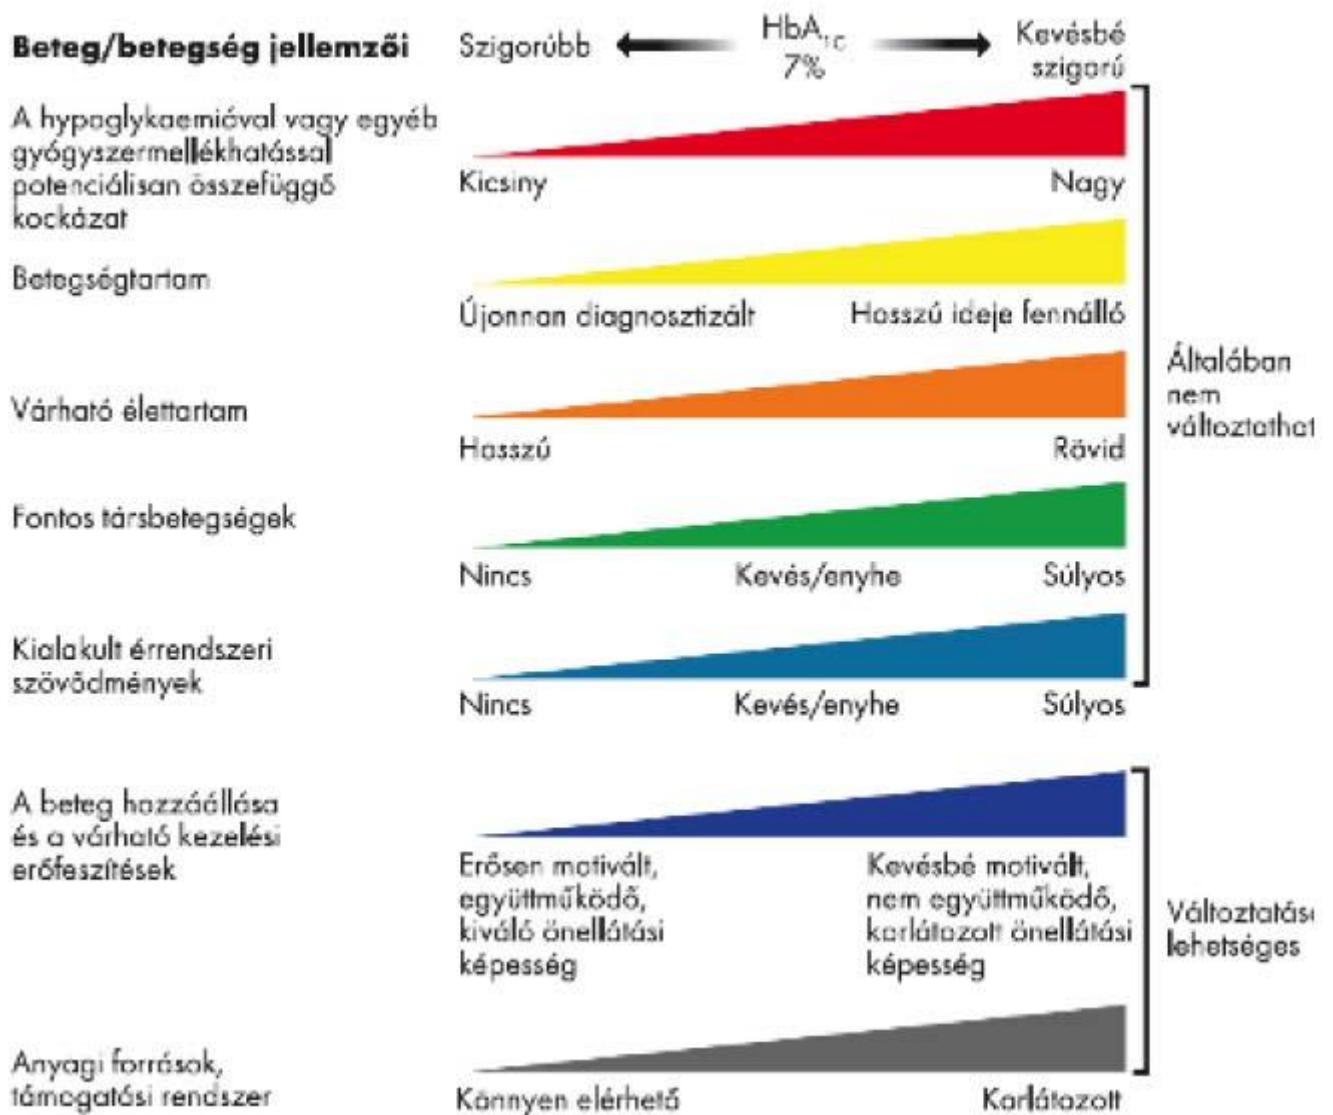 Beteg/betegség jellemzői
Szigorúbb
HbA1c
7%
Kevésbé
szigorú
A hypoglykaemiával vagy egyéb
gyógyszermellékhatással
potenciálisan összefüggő
kockázat
Kicsiny
Nagy
Betegségtartam
Újonnan diagnosztizált
Hosszú ideje fennálló
Várható élettartam
Hosszú
Rövid
Fontos társbetegségek
Nincs
Kevés/enyhe
Súlyos
Kialakult érrendszeri
szövődmények
Nincs
Kevés/enyhe
Súlyos
Általában
nem
változtathat
A beteg hozzáállása
és a várható kezelési
erőfeszítések
Erősen motivált,
együttműködő,
kiváló önellátási
képesség
Kevésbé motivált,
nem együttműködő,
korlátozott önellátási
képesség
Változtatás
lehetséges
Anyagi források,
támogatási rendszer
Könnyen elérhető
Korlátozott